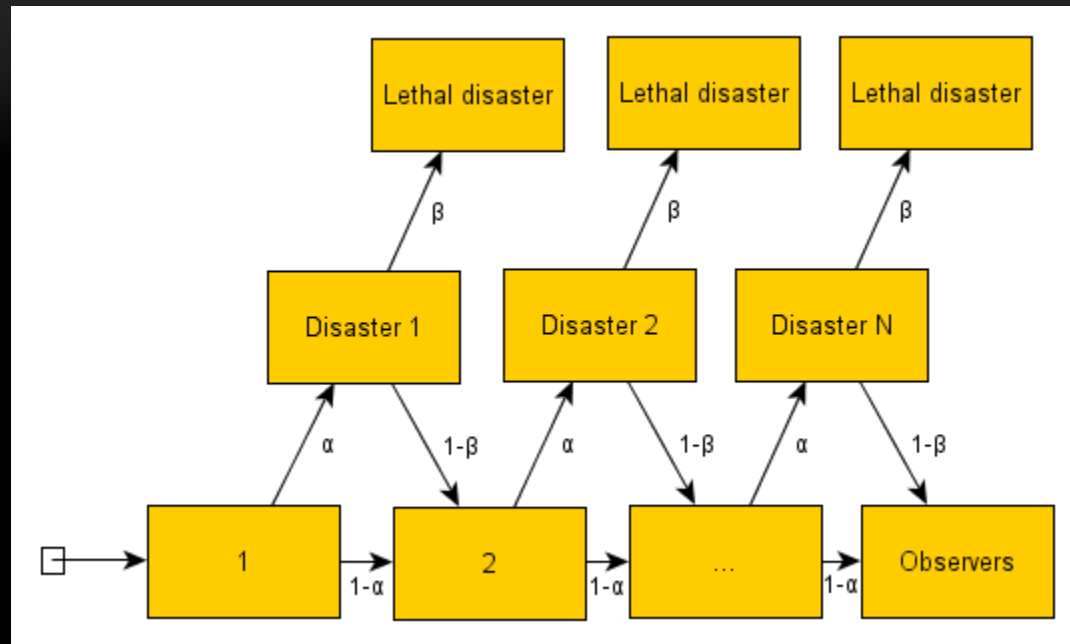 Lethal disaster
Lethal disaster
Lethal disaster
β
β
β
Disaster 1
Disaster 2
Disaster N
α
1-β
α
1-β
α
1-β
1
2
...
Observers
1-α
1-α
1-α